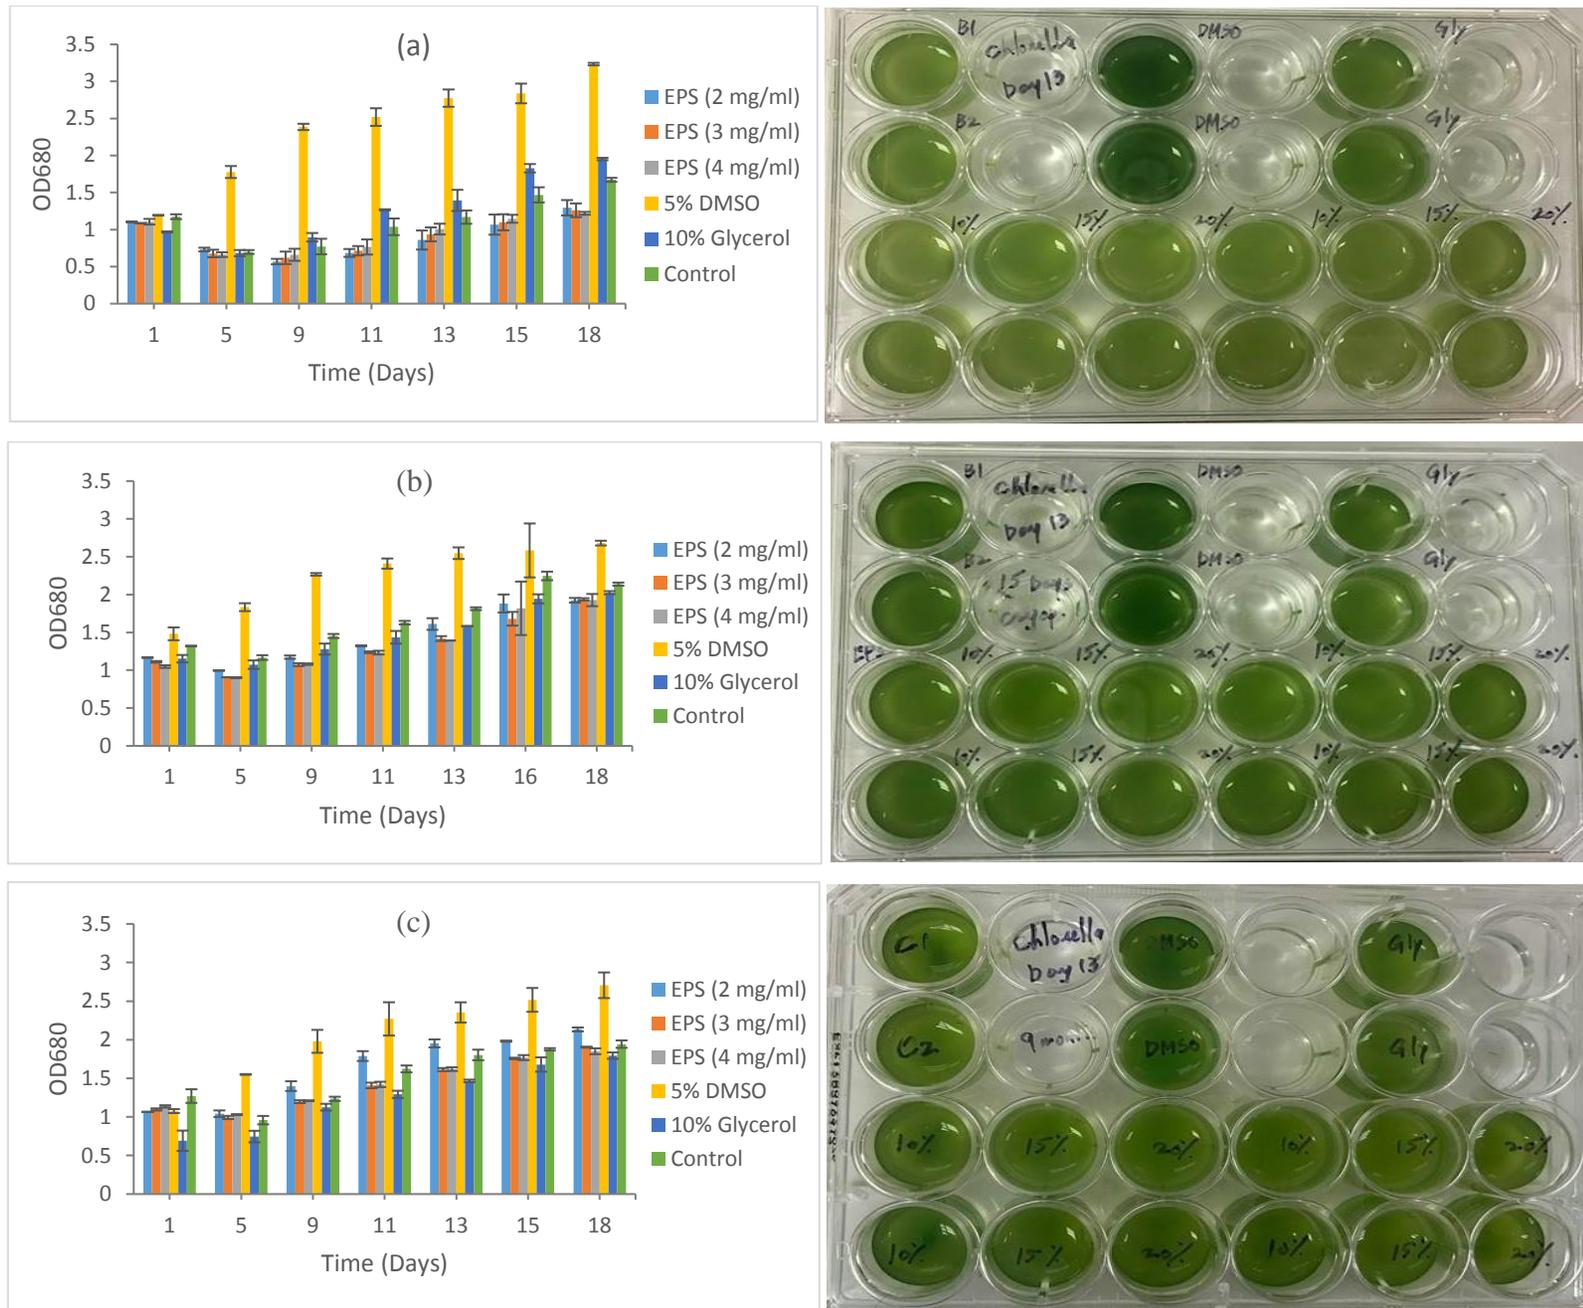 (a)
3.5
3
2.5
2
1.5
1
0.5
0
OD680
1 5 9 11 13 15 18
Time (Days)
EPS (2 mg/ml)
EPS (3 mg/ml)
EPS (4 mg/ml)
5% DMSO
10% Glycerol
Control
B1 DMSO Gly
Chlorella
Day 13
B2 DMSO Gly
10% 15% 20% 10% 15% 20%
(b)
3.5
3
2.5
2
1.5
1
0.5
0
OD680
1 5 9 11 13 16 18
Time (Days)
EPS (2 mg/ml)
EPS (3 mg/ml)
EPS (4 mg/ml)
5% DMSO
10% Glycerol
Control
B1 DMSO Gly
Chlorella
Day 13
B2 DMSO Gly
15 Days
10% 15% 20% 10% 15% 20%
10% 15% 20% 10% 15% 20%
(c)
3.5
3
2.5
2
1.5
1
0.5
0
OD680
1 5 9 11 13 15 18
Time (Days)
EPS (2 mg/ml)
EPS (3 mg/ml)
EPS (4 mg/ml)
5% DMSO
10% Glycerol
Control
C1 Chlorella DMSO Gly
Day 13
C2 9 DMSO Gly
10% 15% 20% 10% 15% 20%
10% 15% 20% 10% 15% 20%